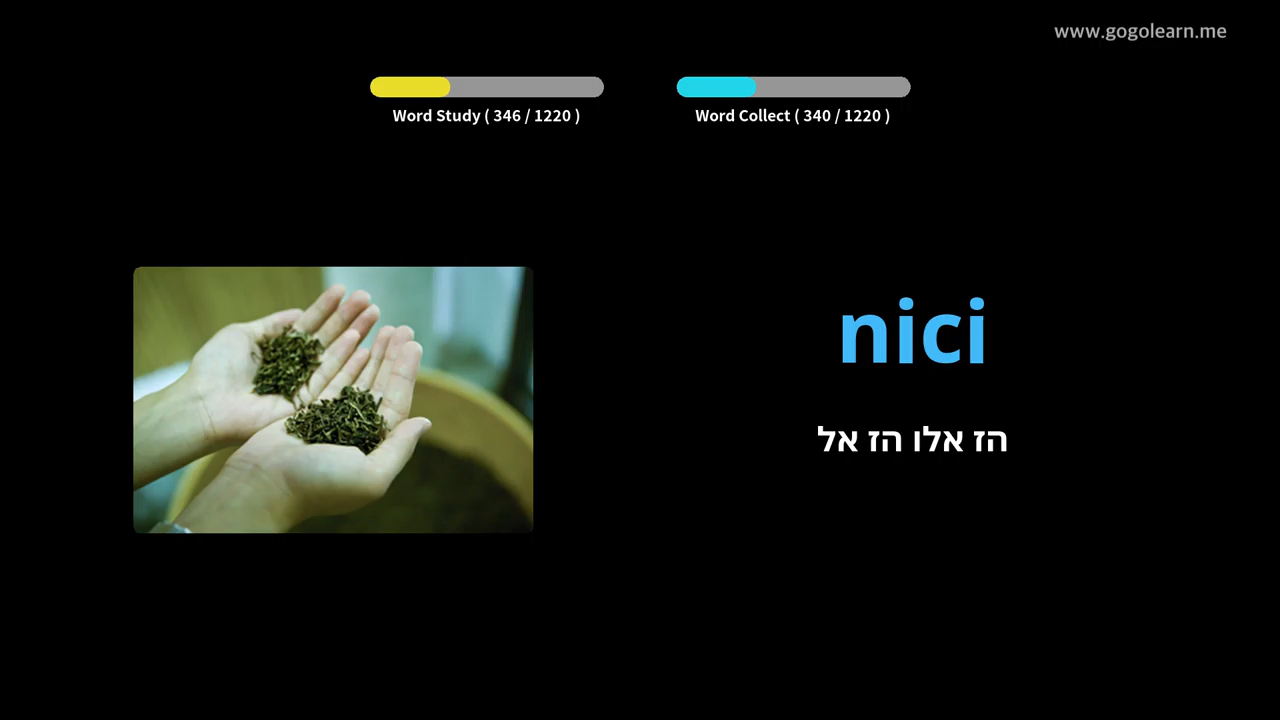 www.gogolearn.me
Word Study ( 346 / 1220 )
Word Collect ( 340 / 1220 )
nici
הז אלו הז אל